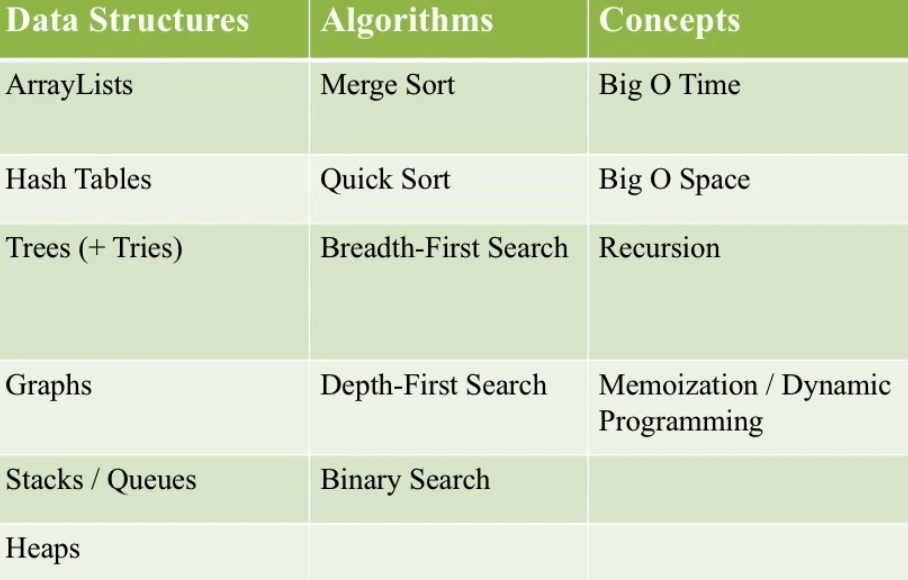 Data Structures Algorithms Concepts
ArrayLists Merge Sort Big O Time
Hash Tables Quick Sort Big O Space
Trees (+ Tries) Breadth-First Search Recursion
Graphs Depth-First Search Memoization / Dynamic
Programming
Stacks / Queues Binary Search
Heaps